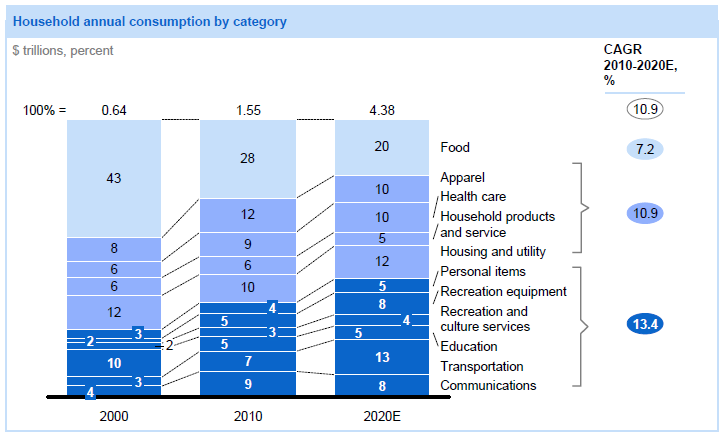 Household annual consumption by category
$ trillions, percent
CAGR
2010-2020E,
%
100% = 0.64 1.55 4.38 10.9
43 28 20 Food 7.2
8 12 10 Apparel
6 9 10 Health care
6 6 5 Household products
and service
12 10 12 Housing and utility
10.9
3 4 5 Personal items
2 5 8 Recreation equipment
2 3 4 Recreation and
culture services
10 5 5 Education
3 7 13 Transportation
4 9 8 Communications
13.4
2000 2010 2020E